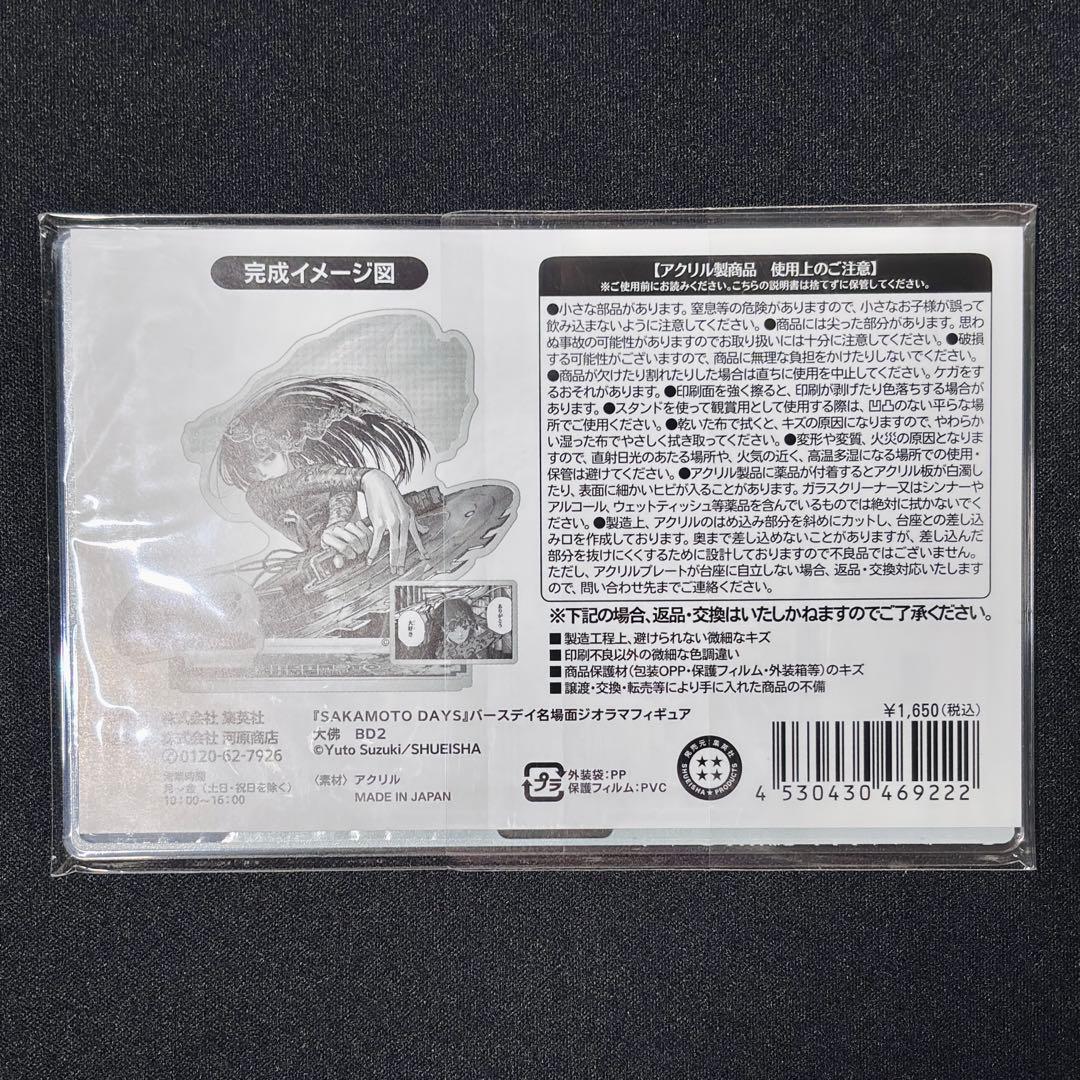 完成イメージ図
ありがとう
大好き
©
【アクリル製商品　使用上のご注意】
※ご使用前にお読みください。こちらの説明書は捨てずに保管してください。
●小さな部品があります。窒息等の危険がありますので、小さなお子様が誤って
飲み込まないように注意してください。●商品には尖った部分があります。思わ
ぬ事故の可能性がありますのでお取り扱いには十分に注意してください。●破損
する可能性がございますので、商品に無理な負担をかけたりしないでください。
●商品が欠けたり割れたりした場合は直ちに使用を中止してください。ケガをす
るおそれがあります。●印刷面を強く擦ると、印刷が剥げたり色落ちする場合が
あります。●スタンドを使って観賞用として使用する際は、凹凸のない平らな場
所でご使用ください。●乾いた布で拭くと、キズの原因になりますので、やわらか
い湿った布でやさしく拭き取ってください。●変形や変質、火災の原因となりま
すので、直射日光のあたる場所や、火気の近く、高温多湿になる場所での使用・
保管は避けてください。●アクリル製品に薬品が付着するとアクリル板が白濁し
たり、表面に細かいヒビが入ることがあります。ガラスクリーナー又はシンナーや
アルコール、ウェットティッシュ等薬品を含んでいるものでは絶対に拭かないでく
ださい。●製造上、アクリルのはめ込み部分を斜めにカットし、台座との差し込
み口を作成しております。奥まで差し込めないことがありますが、差し込んだ
部分を抜けにくくするために設計しておりますので不良品ではございません。
ただし、アクリルプレートが台座に自立しない場合、返品・交換対応いたします
ので、問い合わせ先までご連絡ください。
※下記の場合、返品・交換はいたしかねますのでご了承ください。
■製造工程上、避けられない微細なキズ
■印刷不良以外の微細な色調違い
■商品保護材(包装OPP・保護フィルム・外装箱等)のキズ
■譲渡・交換・転売等により手に入れた商品の不備
株式会社 集英社
株式会社 河原商店
0120-62-7926
営業時間
月～金（土日・祝日を除く）
10：00～16：00
『SAKAMOTO DAYS』バースデイ名場面ジオラマフィギュア
大佛　BD2
©Yuto Suzuki/SHUEISHA
〈素材〉アクリル
MADE IN JAPAN
プラ
外装袋：PP
保護フィルム：PVC
発売元：集英社
SHUEISHA★PRODUCTS
¥1,650（税込）
4 530430 469222